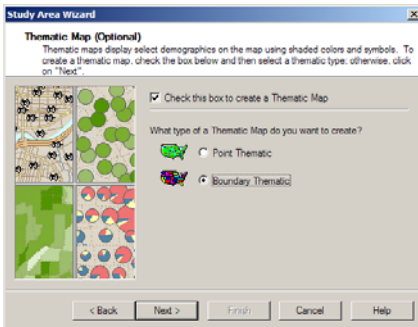 Study Area Wizard
Thematic Map (Optional)
Thematic maps display select demographics on the map using shaded colors and symbols. To
create a thematic map, check the box below and then select a thematic type; otherwise, click
on "Next".
Check this box to create a Thematic Map
What type of a Thematic Map do you want to create?
Point Thematic
Boundary Thematic
< Back Next > Finish Cancel Help